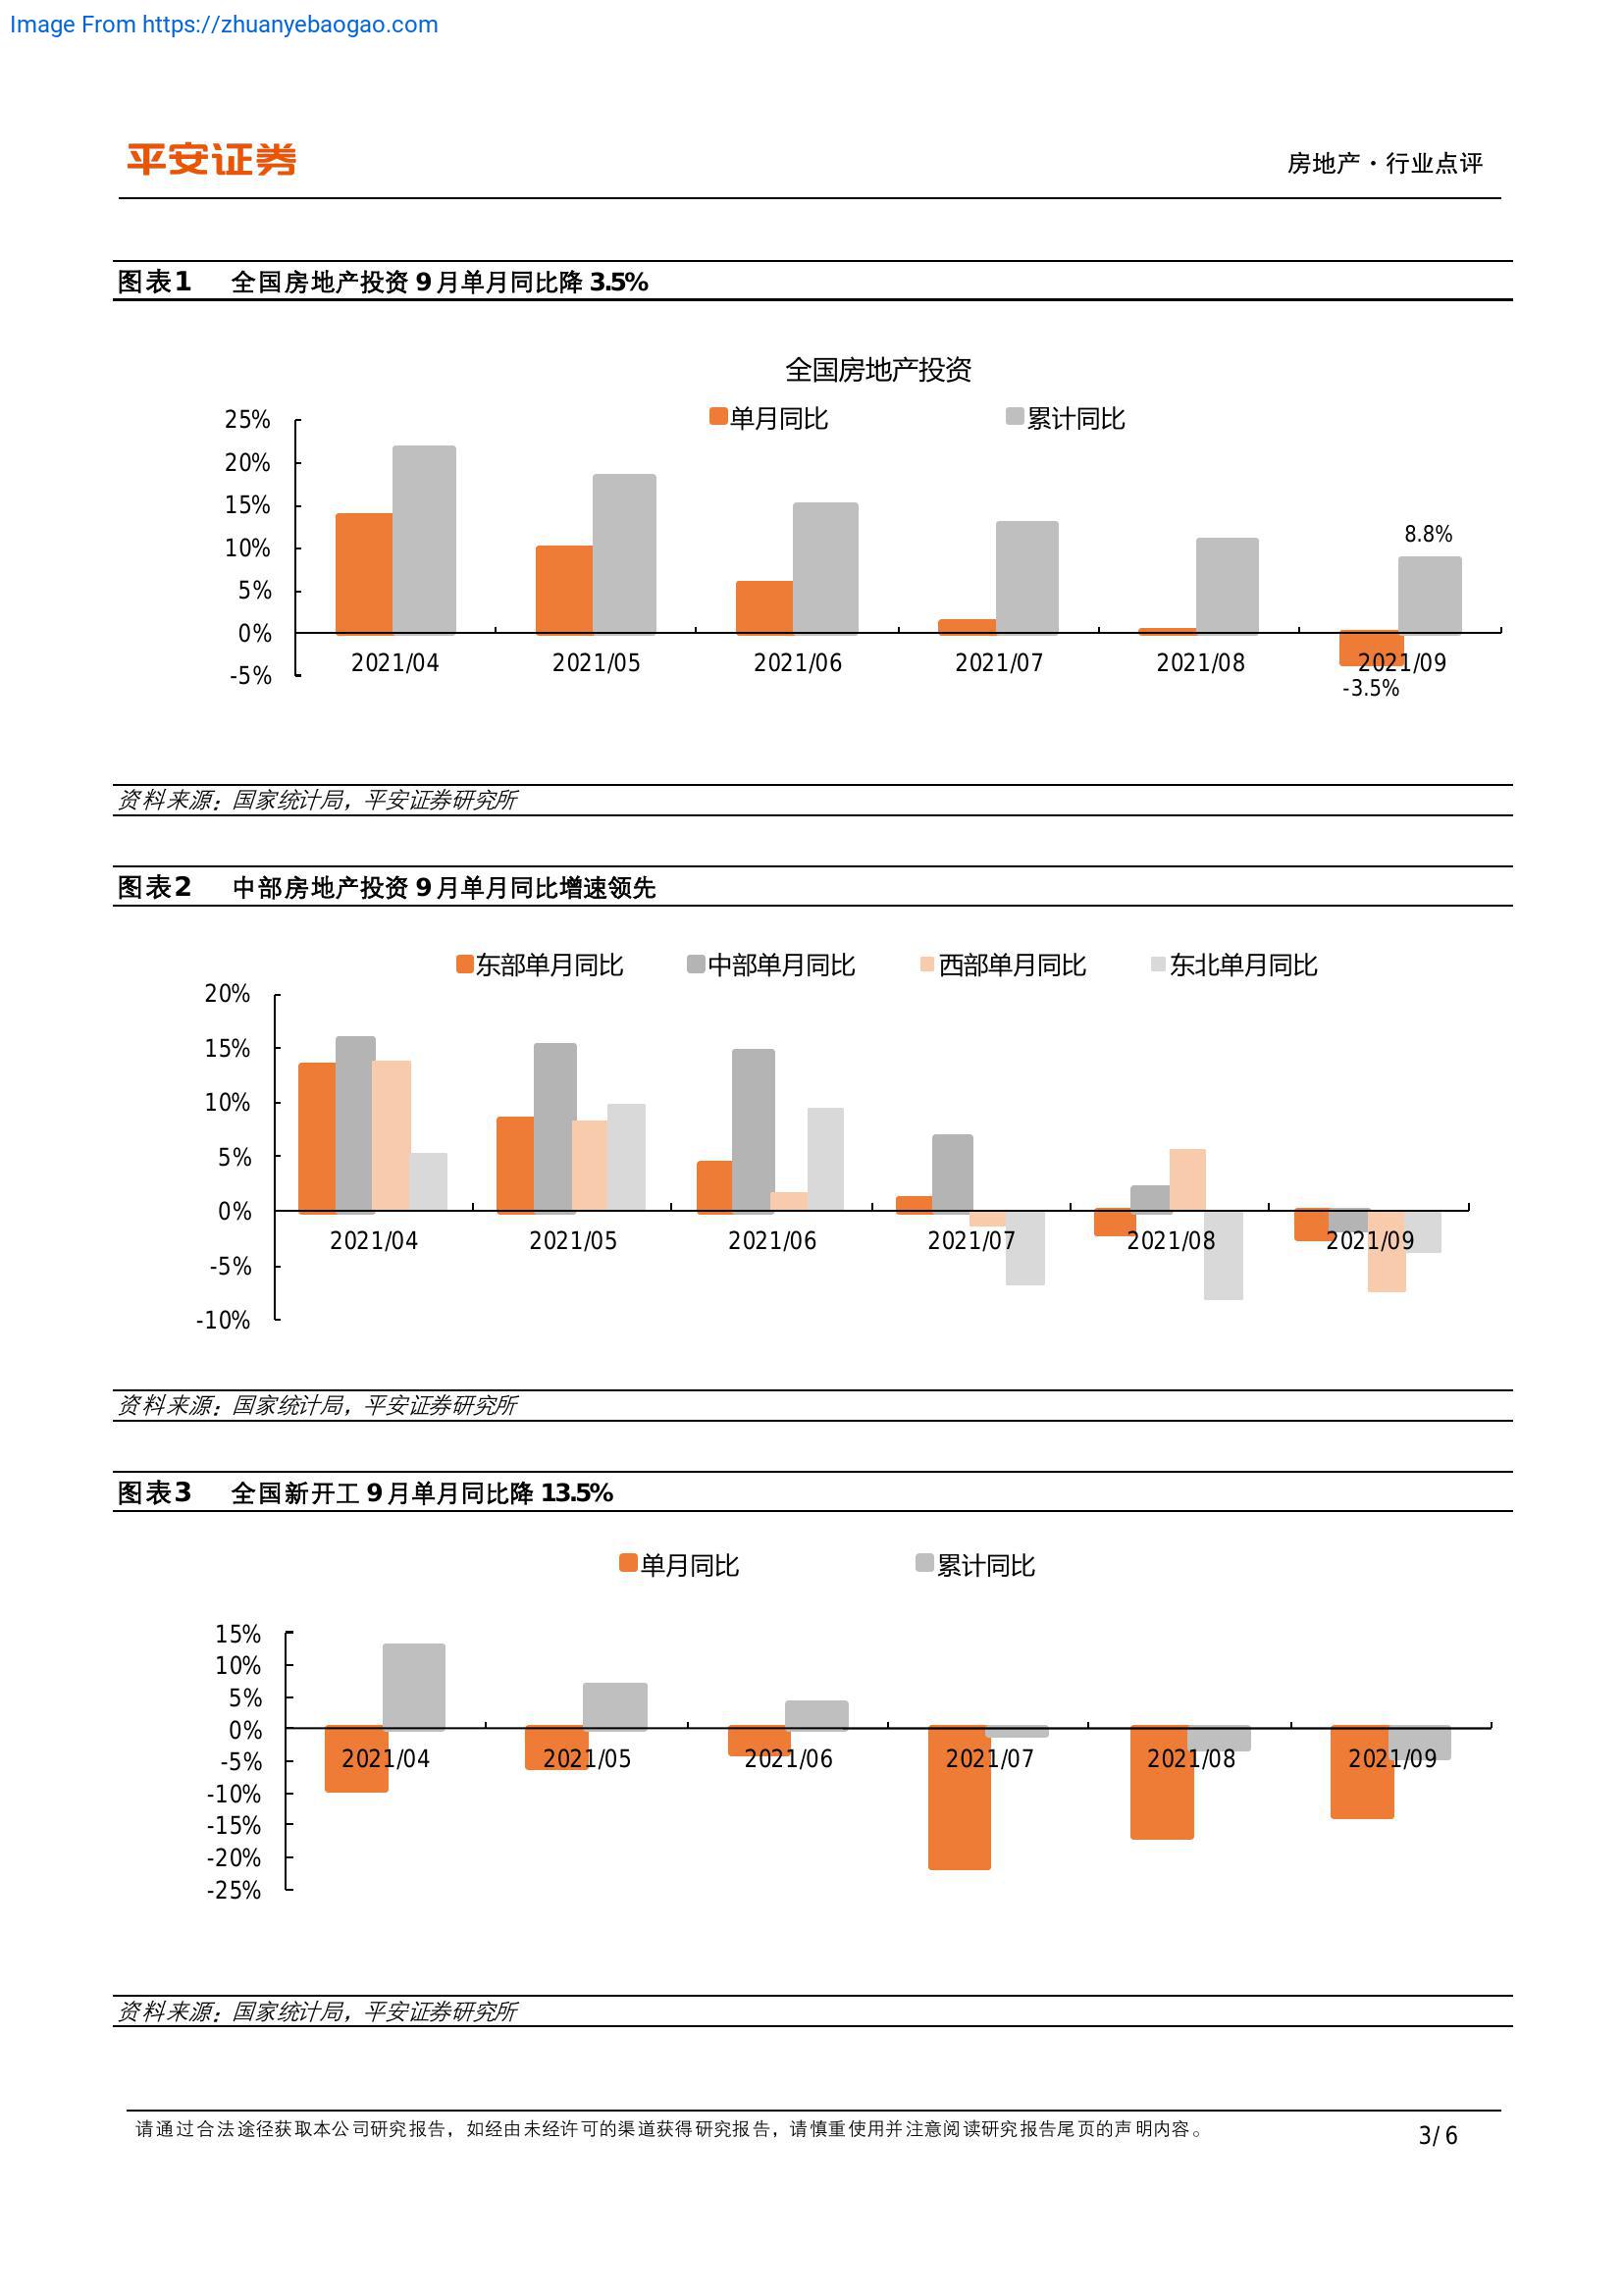 Image From https://zhuanyebaogao.com
平安证券
房地产·行业点评
图表1 全国房地产投资9月单月同比降3.5%
全国房地产投资
单月同比 累计同比
25%
20%
15%
10%
5%
0%
-5%
8.8%
2021/04 2021/05 2021/06 2021/07 2021/08 2021/09
-3.5%
资料来源：国家统计局，平安证券研究所
图表2 中部房地产投资9月单月同比增速领先
东部单月同比 中部单月同比 西部单月同比 东北单月同比
20%
15%
10%
5%
0%
-5%
-10%
2021/04 2021/05 2021/06 2021/07 2021/08 2021/09
资料来源：国家统计局，平安证券研究所
图表3 全国新开工9月单月同比降13.5%
单月同比 累计同比
15%
10%
5%
0%
-5%
-10%
-15%
-20%
-25%
2021/04 2021/05 2021/06 2021/07 2021/08 2021/09
资料来源：国家统计局，平安证券研究所
请通过合法途径获取本公司研究报告，如经由未经许可的渠道获得研究报告，请慎重使用并注意阅读研究报告尾页的声明内容。
3/6